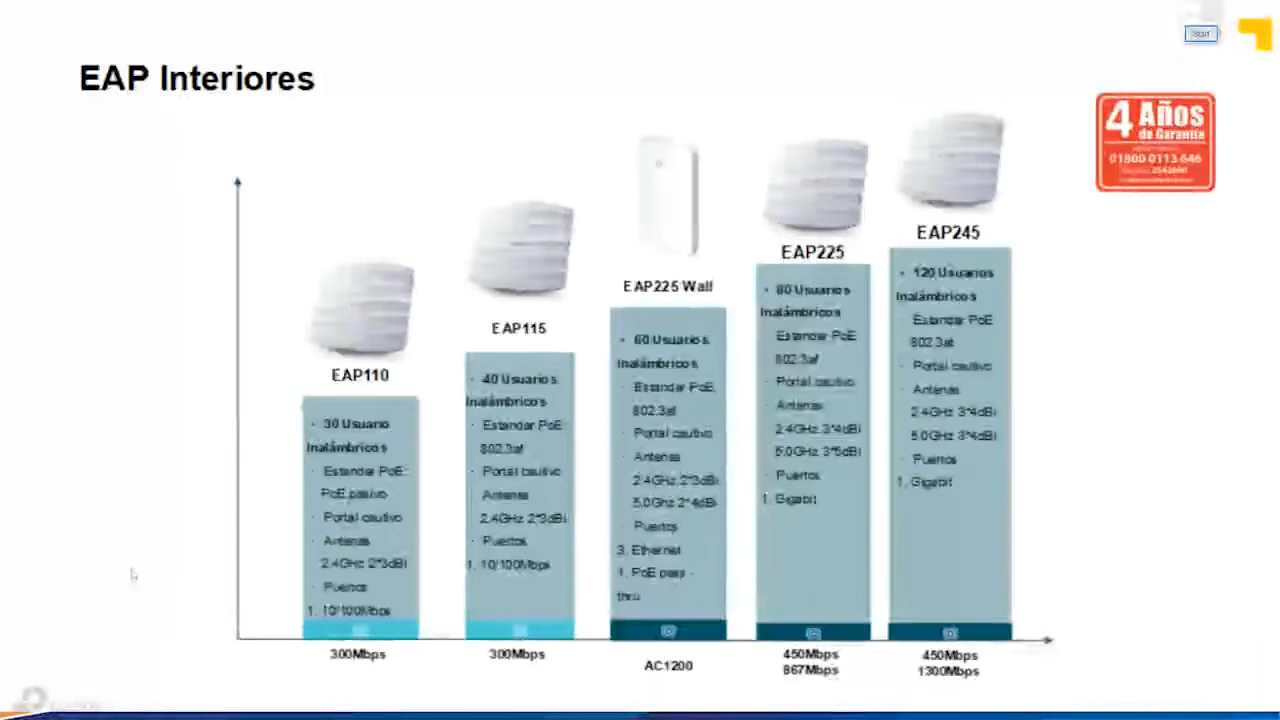 Start
EAP Interiores
4 Años
de Garantía
01800 0113 646
EAP110
30 Usuario
Inalámbricos
· Estandar PoE:
PoE pasivo
· Portal cautivo
· Antenas
2.4GHz 2*3dBi
· Puertos
1. 10/100Mbps
300Mbps
EAP115
· 40 Usuarios
Inalámbricos
· Estandar PoE:
802.3af
· Portal cautivo
· Antenas
2.4GHz 2*3dBi
· Puertos
1. 10/100Mbps
300Mbps
EAP225 Wall
· 60 Usuarios
Inalámbricos
· Estandar PoE:
802.3af
· Portal cautivo
· Antenas
2.4GHz 2*3dBi
5.0Ghz 2*4dBi
· Puertos
3. Ethernet
1. PoE pass -
thru
AC1200
EAP225
· 80 Usuarios
Inalámbricos
· Estandar PoE
802.3af
· Portal cautivo
· Antenas
2.4GHz 3*4dBi
5.0GHz 3*5dBi
· Puertos
1. Gigabit
450Mbps
867Mbps
EAP245
· 120 Usuarios
Inalámbricos
· Estandar PoE
802.3af
· Portal cautivo
· Antenas
2.4GHz 3*4dBi
5.0GHz 3*4dBi
· Puertos
1. Gigabit
450Mbps
1300Mbps